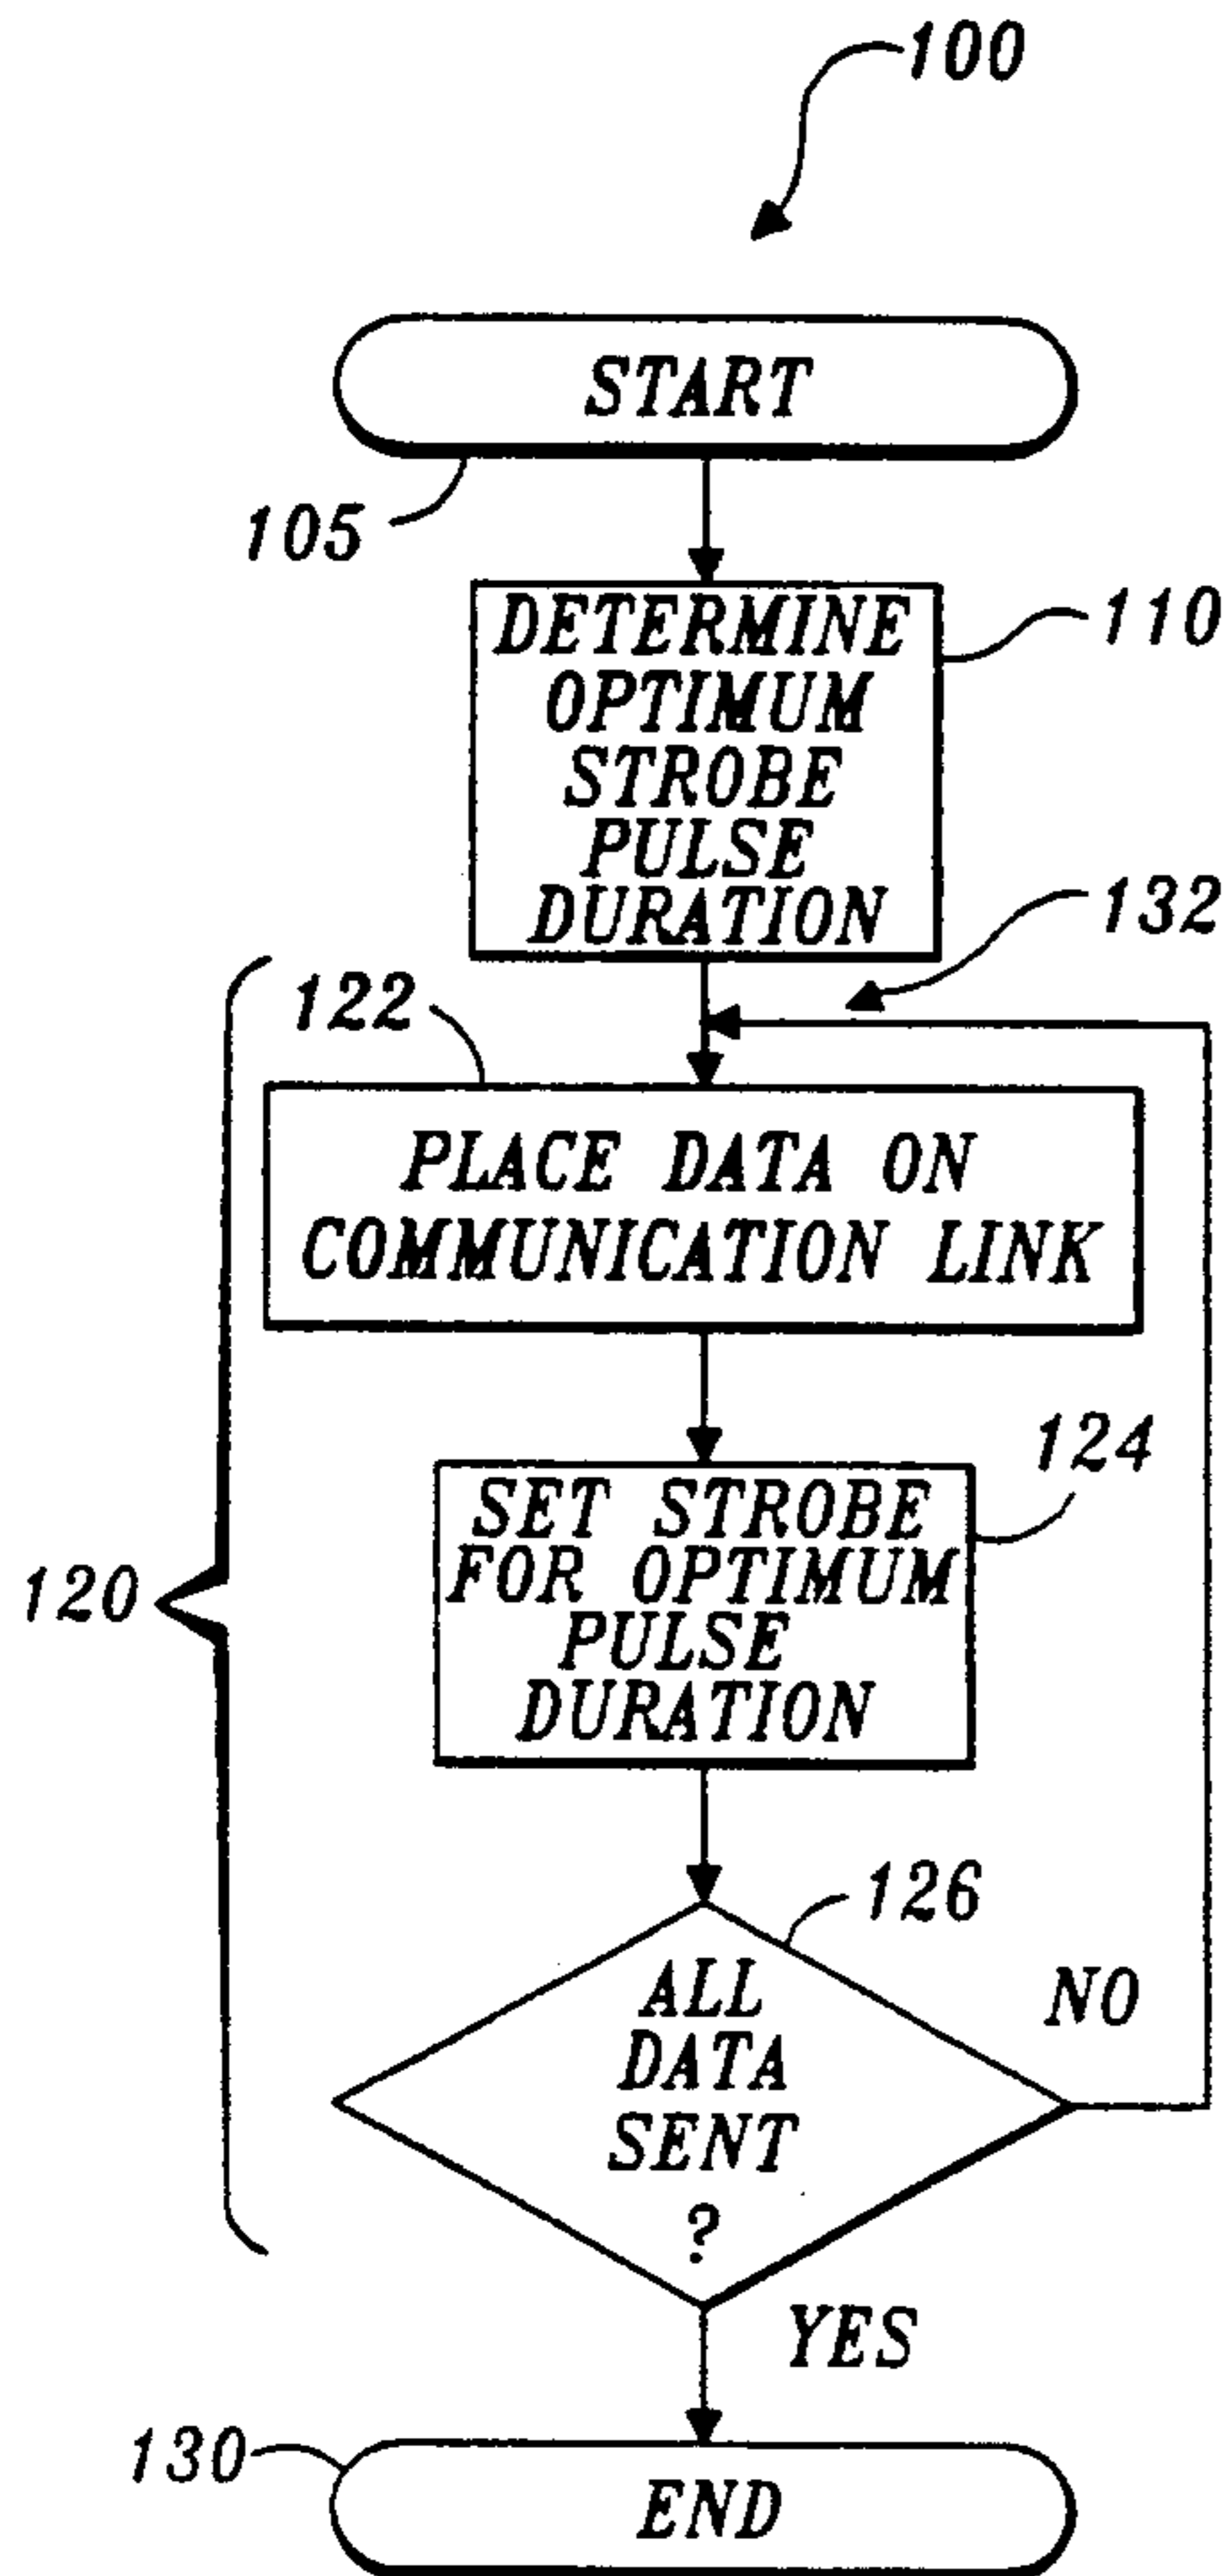 100
START
105
DETERMINE
OPTIMUM
STROBE
PULSE
DURATION
110
132
122
PLACE DATA ON
COMMUNICATION LINK
124
SET STROBE
FOR OPTIMUM
PULSE
DURATION
120
126
ALL
DATA
SENT
?
NO
YES
130
END